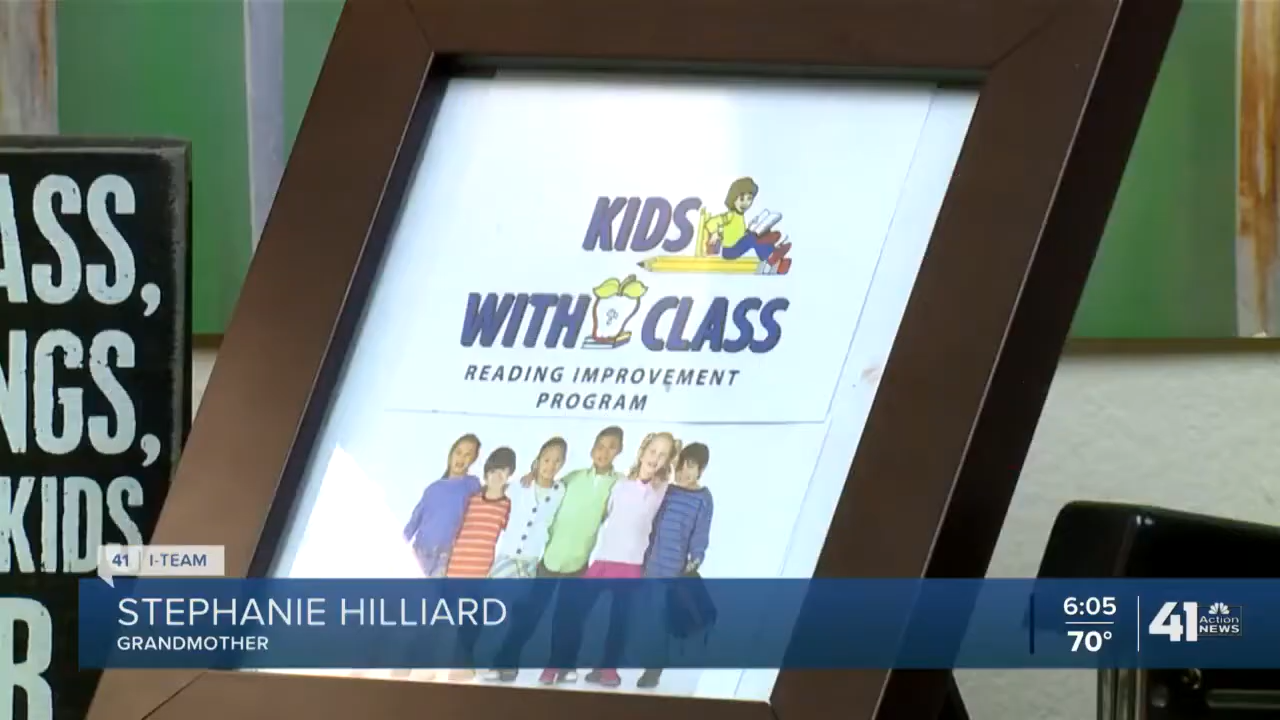 ASS,
NGS,
KIDS
R
KIDS
WITH CLASS
READING IMPROVEMENT
PROGRAM
41 I-TEAM
STEPHANIE HILLIARD
GRANDMOTHER
6:05
70°
41 Action
NEWS